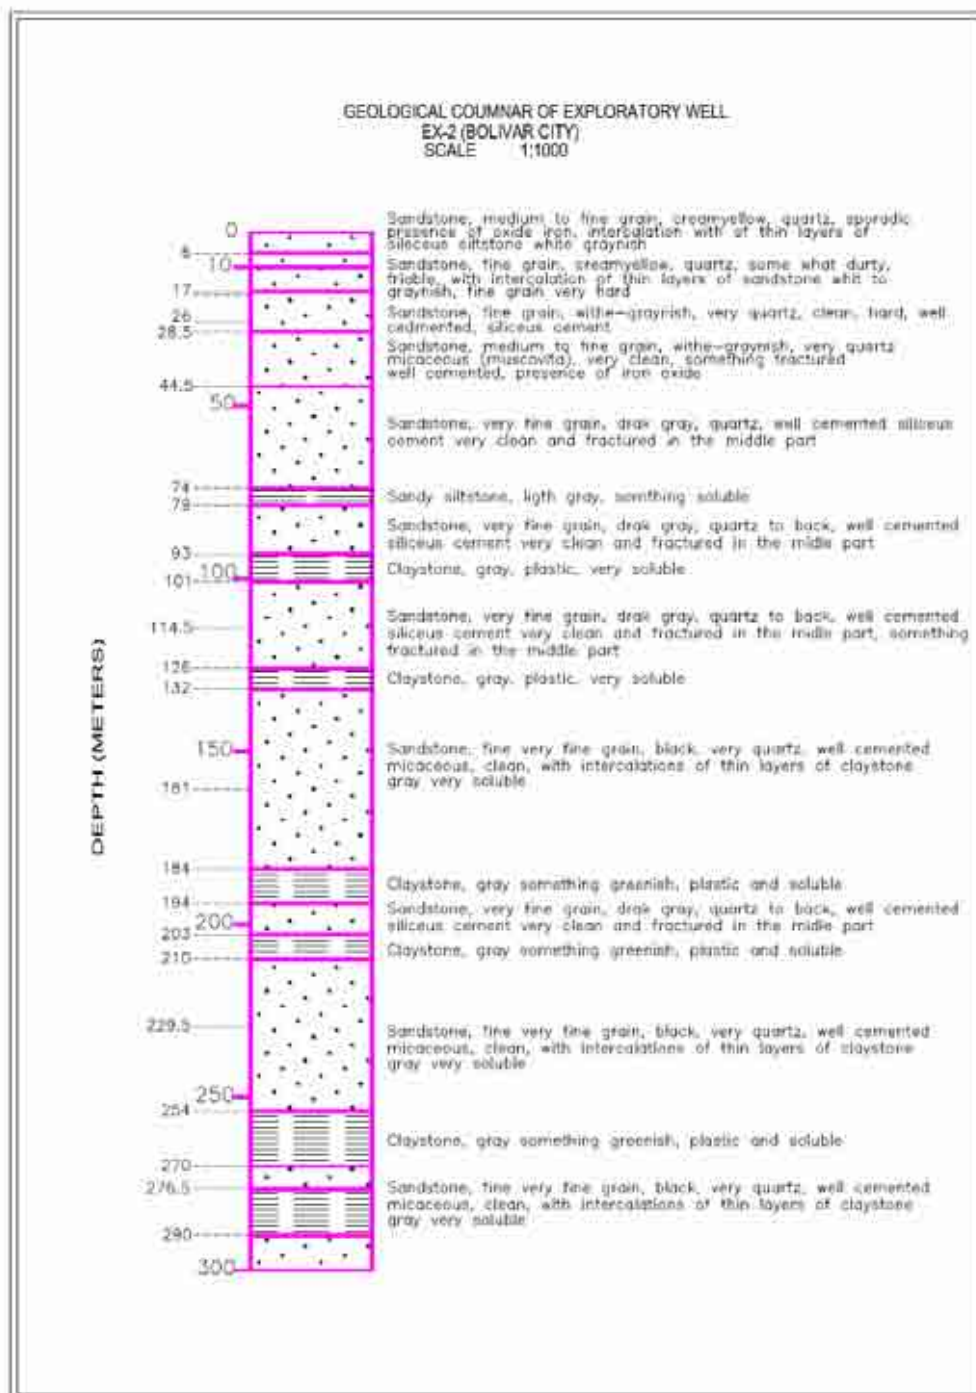 GEOLOGICAL COUMNAR OF EXPLORATORY WELL
EX-2 (BOLIVAR CITY)
SCALE 1:1000
DEPTH (METERS)
0
Sandstone, medium to fine grain, creamyellow, quartz, sporadic
presence of oxide iron, intercalation with of thin layers of
sileceus siltstone white graynish
6
10
Sandstone, fine grain, creamyellow, quartz, some what durty,
friable, with intercalation of thin layers of sandstone whit to
graynish, fine grain very hard
17
26
28.5
Sandstone, fine grain, withe-graynish, very quartz, clean, hard, well
cedmented, siliceus cement
Sandstone, medium to fine grain, withe-graynish, very quartz
micaceous (muscovita), very clean, something fractured
well cemented, presence of iron oxide
44.5
50
Sandstone, very fine grain, drak gray, quartz, well cemented siliceus
cement very clean and fractured in the middle part
74
Sandy siltstone, ligth gray, somthing soluble
79
Sandstone, very fine grain, drak gray, quartz to back, well cemented
siliceus cement very clean and fractured in the midle part
93
100
Claystone, gray, plastic, very soluble
101
Sandstone, very fine grain, drak gray, quartz to back, well cemented
siliceus cement very clean and fractured in the midle part, something
fractured in the middle part
114.5
126
Claystone, gray, plastic, very soluble
132
150
Sandstone, fine very fine grain, black, very quartz, well cemented
micaceous, clean, with intercalations of thin layers of claystone
gray very soluble
161
184
Claystone, gray something greenish, plastic and soluble
194
Sandstone, very fine grain, drak gray, quartz to back, well cemented
siliceus cement very clean and fractured in the midle part
200
203
Claystone, gray something greenish, plastic and soluble
210
229.5
Sandstone, fine very fine grain, black, very quartz, well cemented
micaceous, clean, with intercalations of thin layers of claystone
gray very soluble
250
254
Claystone, gray something greenish, plastic and soluble
270
276.5
Sandstone, fine very fine grain, black, very quartz, well cemented
micaceous, clean, with intercalations of thin layers of claystone
gray very soluble
290
300